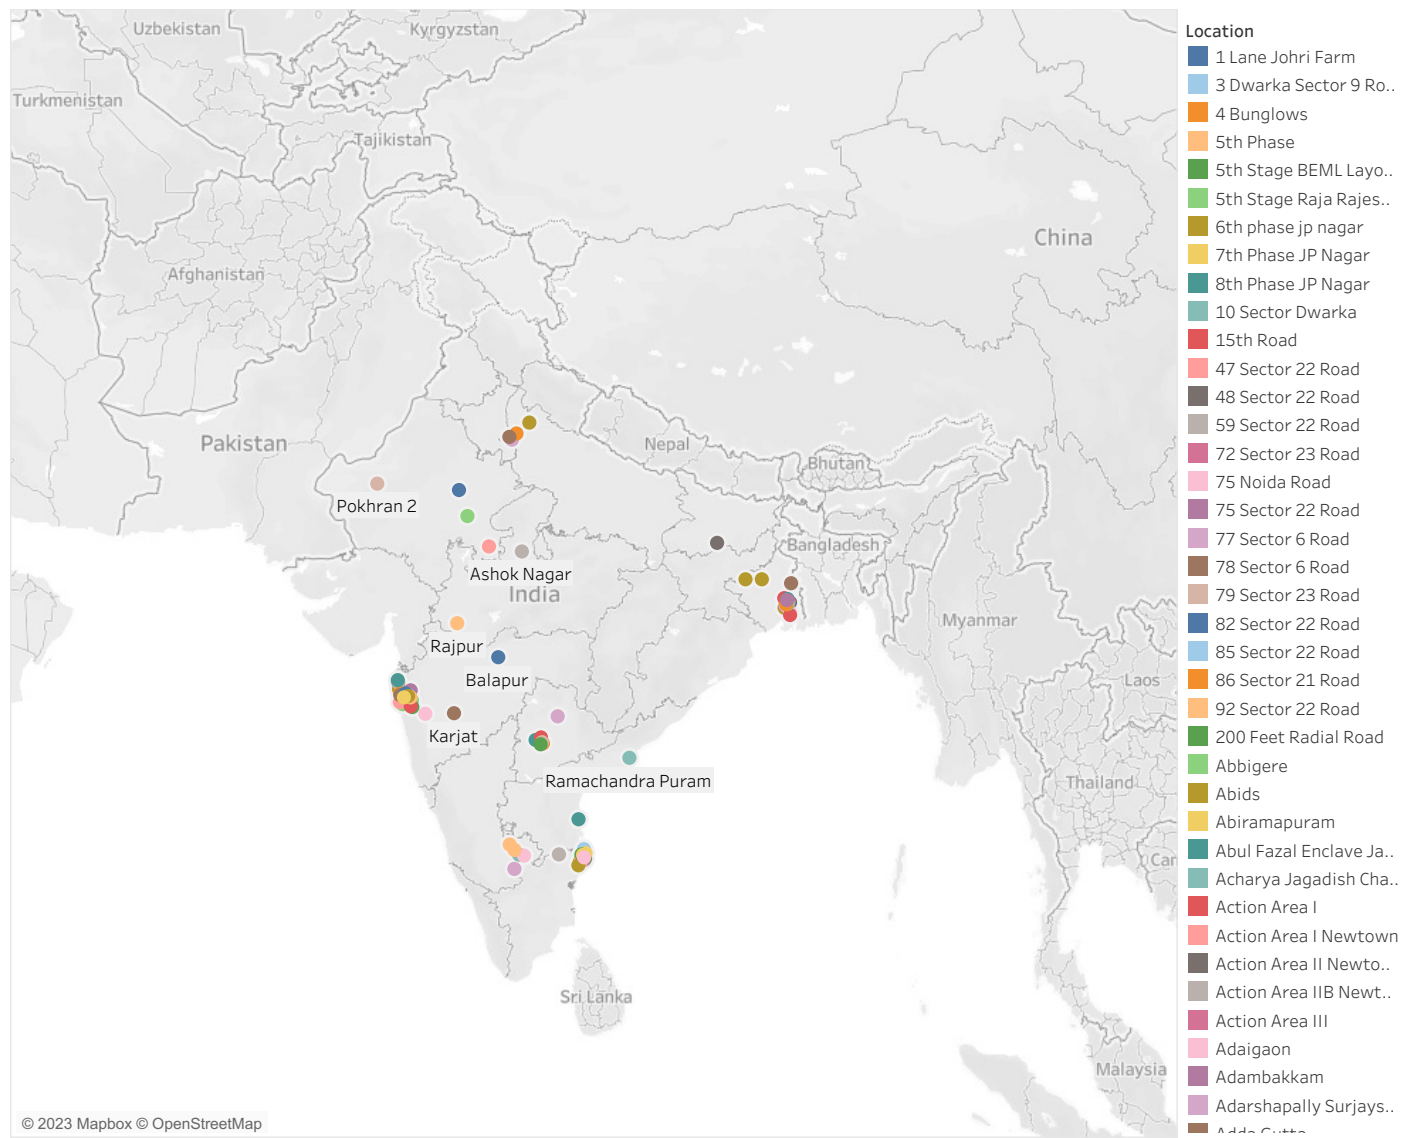 Uzbekistan
Kyrgyzstan
Turkmenistan
Tajikistan
China
Afghanistan
Pakistan
Nepal
Bhutan
Pokhran 2
Bangladesh
Ashok Nagar
India
Myanmar
Rajpur
Balapur
Laos
Karjat
Ramachandra Puram
Thailand
Sri Lanka
Malaysia
© 2023 Mapbox © OpenStreetMap
Location
1 Lane Johri Farm
3 Dwarka Sector 9 Ro..
4 Bunglows
5th Phase
5th Stage BEML Layo..
5th Stage Raja Rajes..
6th phase jp nagar
7th Phase JP Nagar
8th Phase JP Nagar
10 Sector Dwarka
15th Road
47 Sector 22 Road
48 Sector 22 Road
59 Sector 22 Road
72 Sector 23 Road
75 Noida Road
75 Sector 22 Road
77 Sector 6 Road
78 Sector 6 Road
79 Sector 23 Road
82 Sector 22 Road
85 Sector 22 Road
86 Sector 21 Road
92 Sector 22 Road
200 Feet Radial Road
Abbigere
Abids
Abiramapuram
Abul Fazal Enclave Ja..
Acharya Jagadish Cha..
Action Area I
Action Area I Newtown
Action Area II Newto..
Action Area IIB Newt..
Action Area III
Adaigaon
Adambakkam
Adarshapally Surjays..